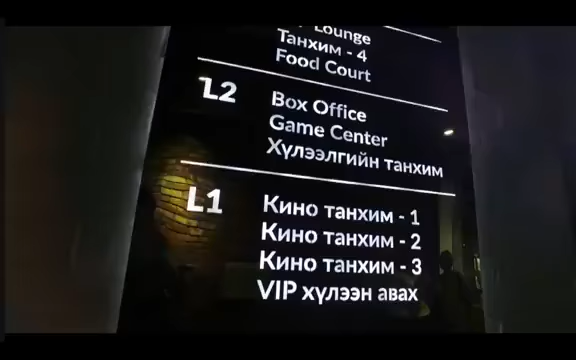 Lounge
Танхим - 4
Food Court
L2
Box Office
Game Center
Хүлээлгийн танхим
L1
Кино танхим - 1
Кино танхим - 2
Кино танхим - 3
VIP хүлээн авах